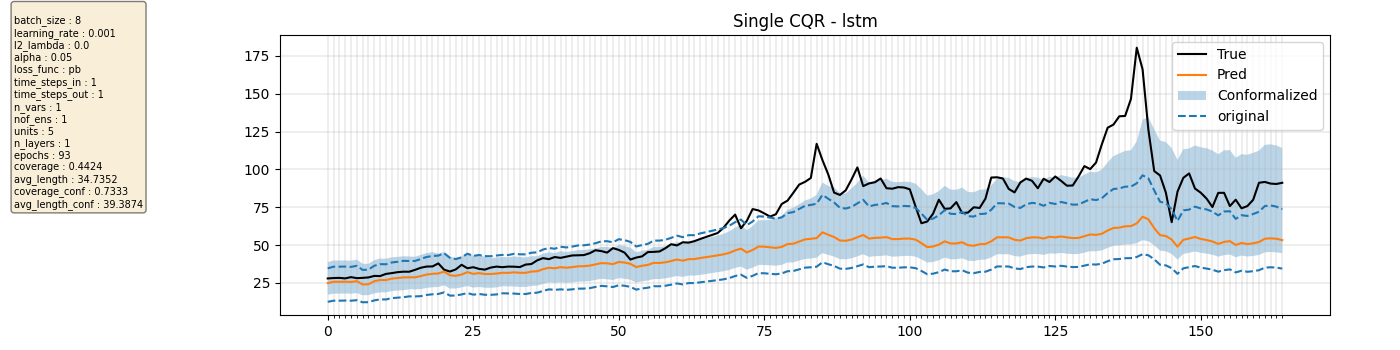 batch_size : 8
learning_rate : 0.001
l2_lambda : 0.0
alpha : 0.05
loss_func : pb
time_steps_in : 1
time_steps_out : 1
n_vars : 1
nof_ens : 1
units : 5
n_layers : 1
epochs : 93
coverage : 0.4424
avg_length : 34.7352
coverage_conf : 0.7333
avg_length_conf : 39.3874
Single CQR - lstm
175
150
125
100
75
50
25
0 25 50 75 100 125 150
True
Pred
Conformalized
original